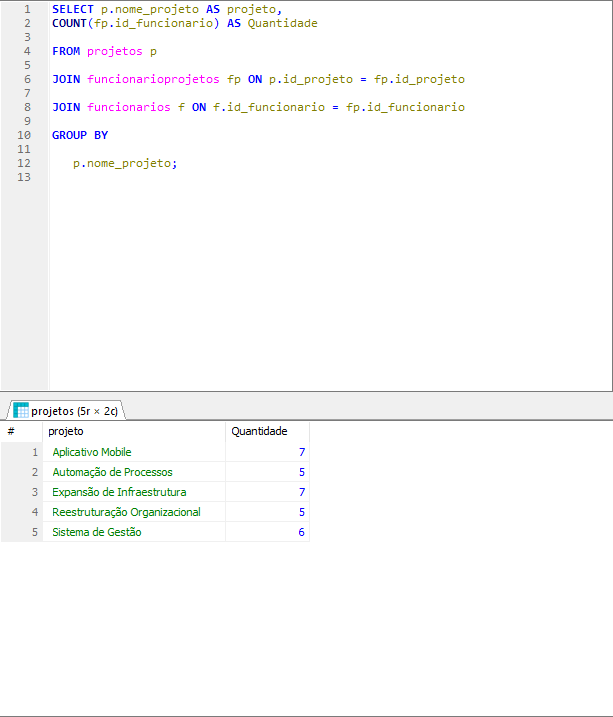 1 SELECT p.nome_projeto AS projeto,
2 COUNT(fp.id_funcionario) AS Quantidade
3
4 FROM projetos p
5
6 JOIN funcionarioprojetos fp ON p.id_projeto = fp.id_projeto
7
8 JOIN funcionarios f ON f.id_funcionario = fp.id_funcionario
9
10 GROUP BY
11
12 p.nome_projeto;
13
projetos (5r × 2c)
# projeto Quantidade
1 Aplicativo Mobile 7
2 Automação de Processos 5
3 Expansão de Infraestrutura 7
4 Reestruturação Organizacional 5
5 Sistema de Gestão 6